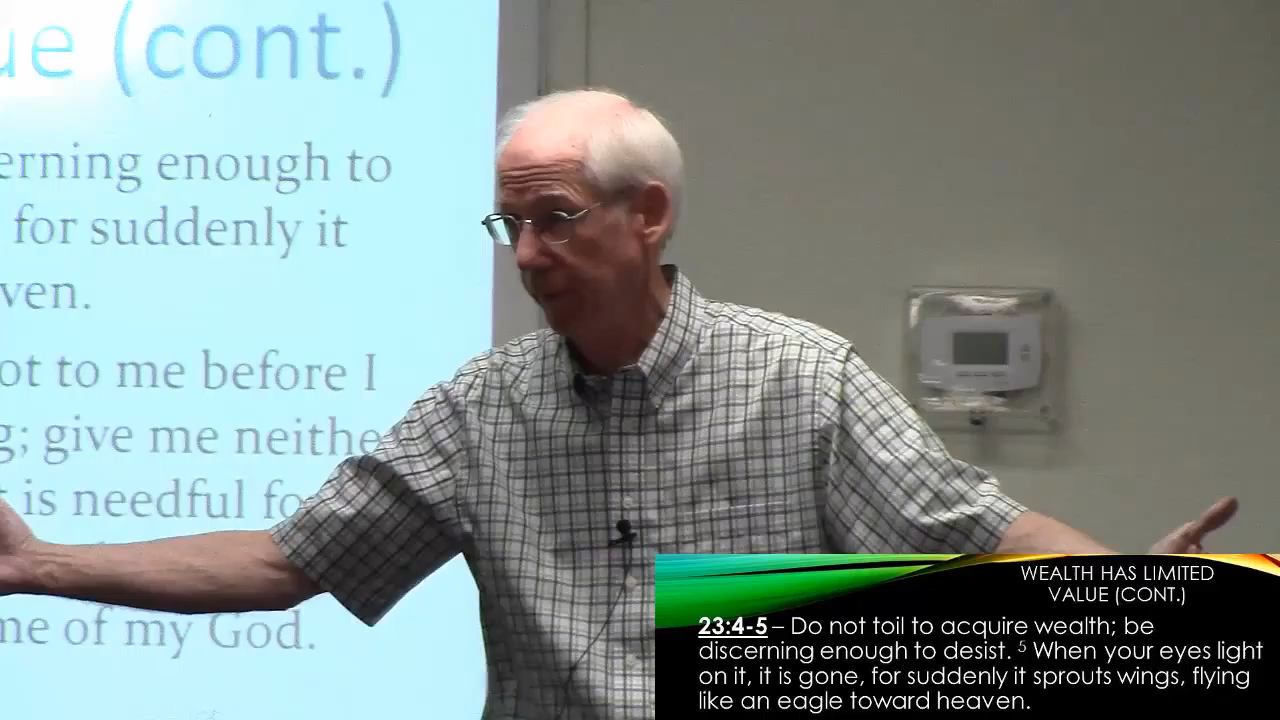 ue (cont.)
erning enough to
for suddenly it
ven.
ot to me before I
g; give me neithe
is needful fo
me of my God.
WEALTH HAS LIMITED
VALUE (CONT.)
23:4-5 – Do not toil to acquire wealth; be
discerning enough to desist. 5 When your eyes light
on it, it is gone, for suddenly it sprouts wings, flying
like an eagle toward heaven.